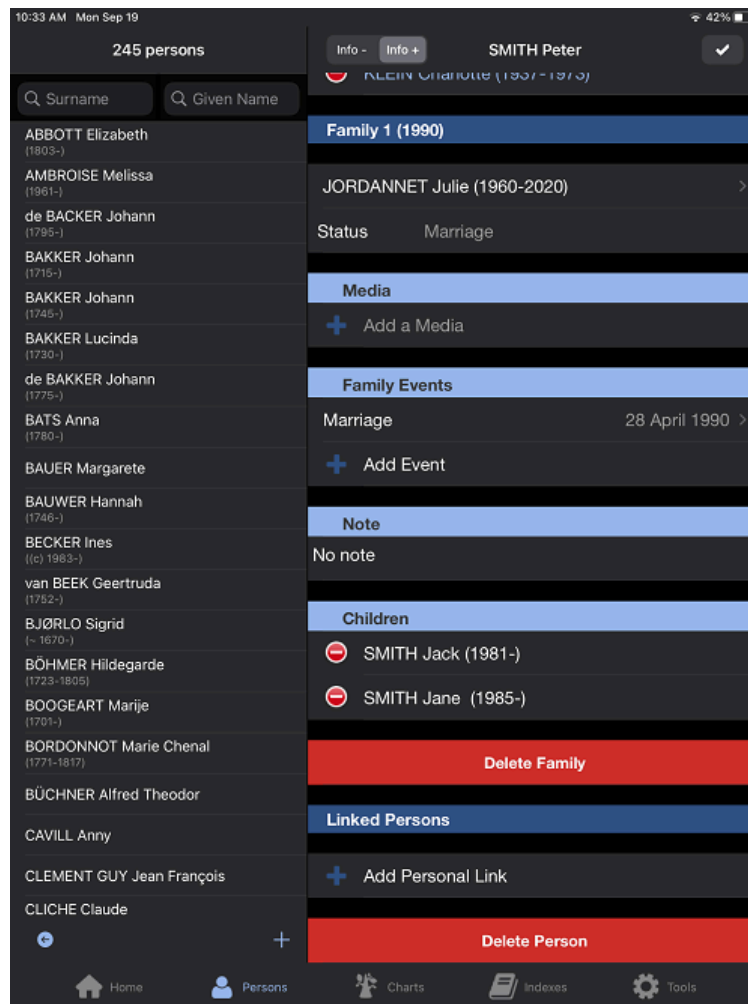 10:33 AM Mon Sep 19
42%
245 persons
Surname
Given Name
ABBOTT Elizabeth
(1803-)
AMBROISE Melissa
(1961-)
de BACKER Johann
(1795-)
BAKKER Johann
(1715-)
BAKKER Johann
(1745-)
BAKKER Lucinda
(1730-)
de BAKKER Johann
(1775-)
BATS Anna
(1780-)
BAUER Margarete
BAUWER Hannah
(1746-)
BECKER Ines
((c) 1983-)
van BEEK Geertruda
(1752-)
BJØRLO Sigrid
(~ 1670-)
BÖHMER Hildegarde
(1723-1805)
BOOGEART Marije
(1701-)
BORDONNOT Marie Chenal
(1771-1817)
BÜCHNER Alfred Theodor
CAVILL Anny
CLEMENT GUY Jean François
CLICHE Claude
Info -
Info +
SMITH Peter
KLEIN Charlotte (1937-1973)
Family 1 (1990)
JORDANNET Julie (1960-2020)
Status Marriage
Media
Add a Media
Family Events
Marriage 28 April 1990
Add Event
Note
No note
Children
SMITH Jack (1981-)
SMITH Jane (1985-)
Delete Family
Linked Persons
Add Personal Link
Delete Person
Home
Persons
Charts
Indexes
Tools